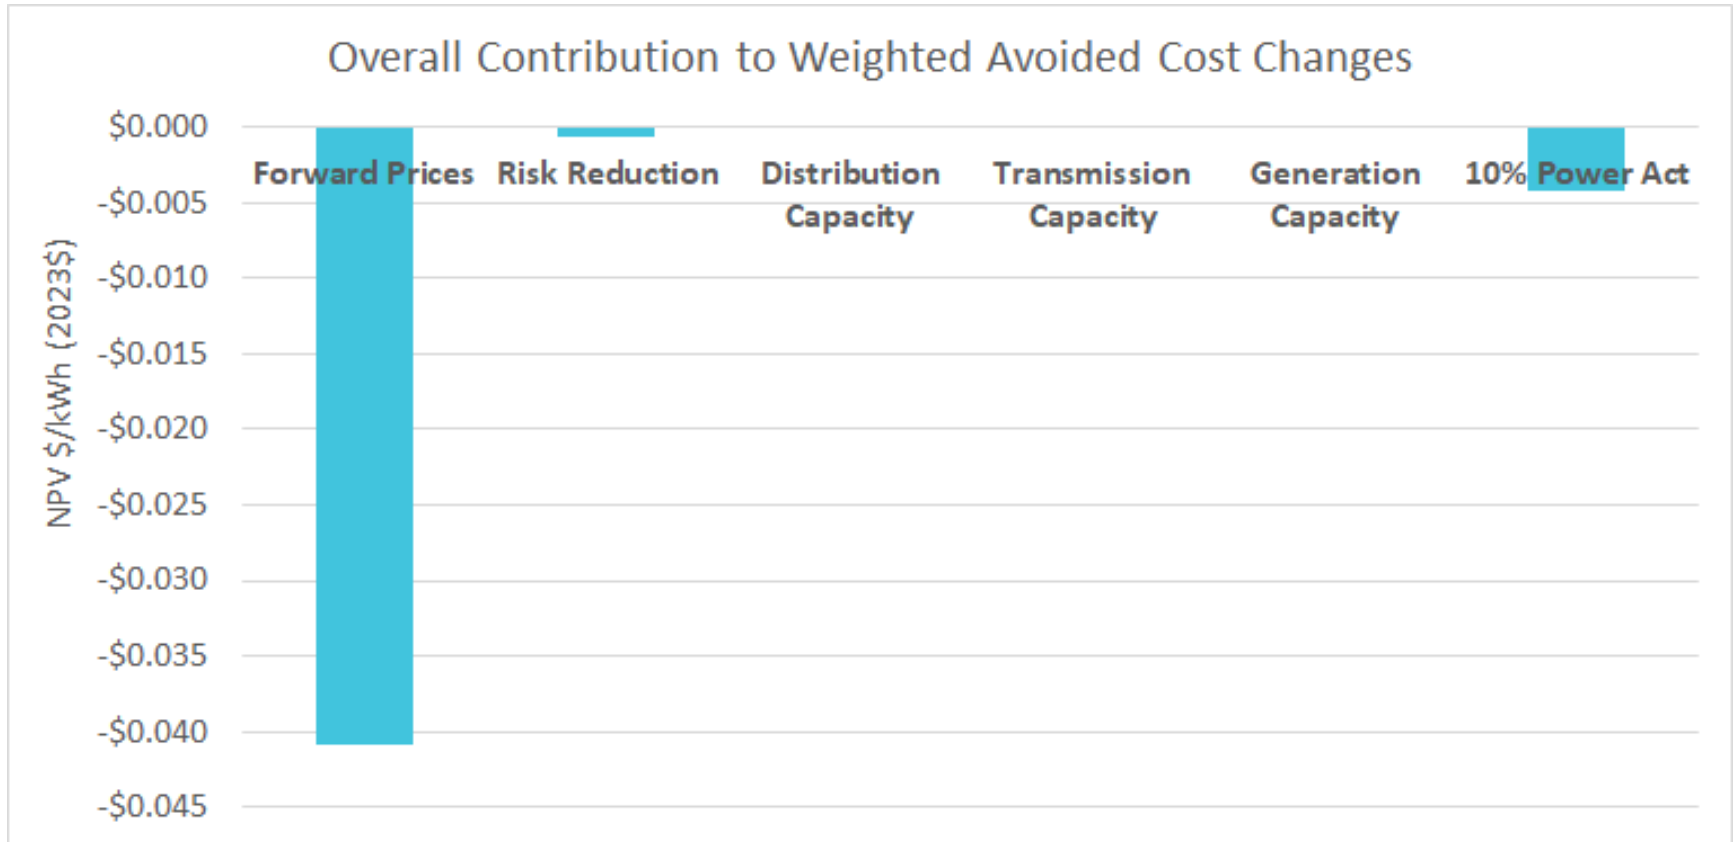 Overall Contribution to Weighted Avoided Cost Changes
NPV $/kWh (2023$)
$0.000
-$0.005
-$0.010
-$0.015
-$0.020
-$0.025
-$0.030
-$0.035
-$0.040
-$0.045
Forward Prices
Risk Reduction
Distribution
Capacity
Transmission
Capacity
Generation
Capacity
10% Power Act